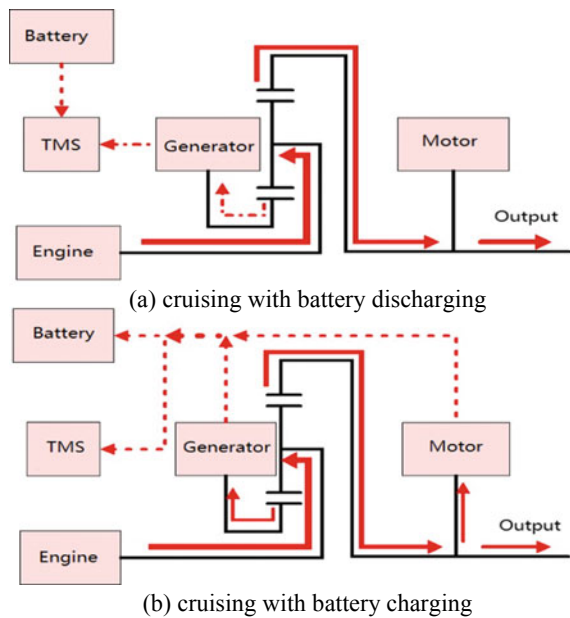 Battery
TMS
Generator
Motor
Output
Engine
(a) cruising with battery discharging
Battery
TMS
Generator
Motor
Output
Engine
(b) cruising with battery charging